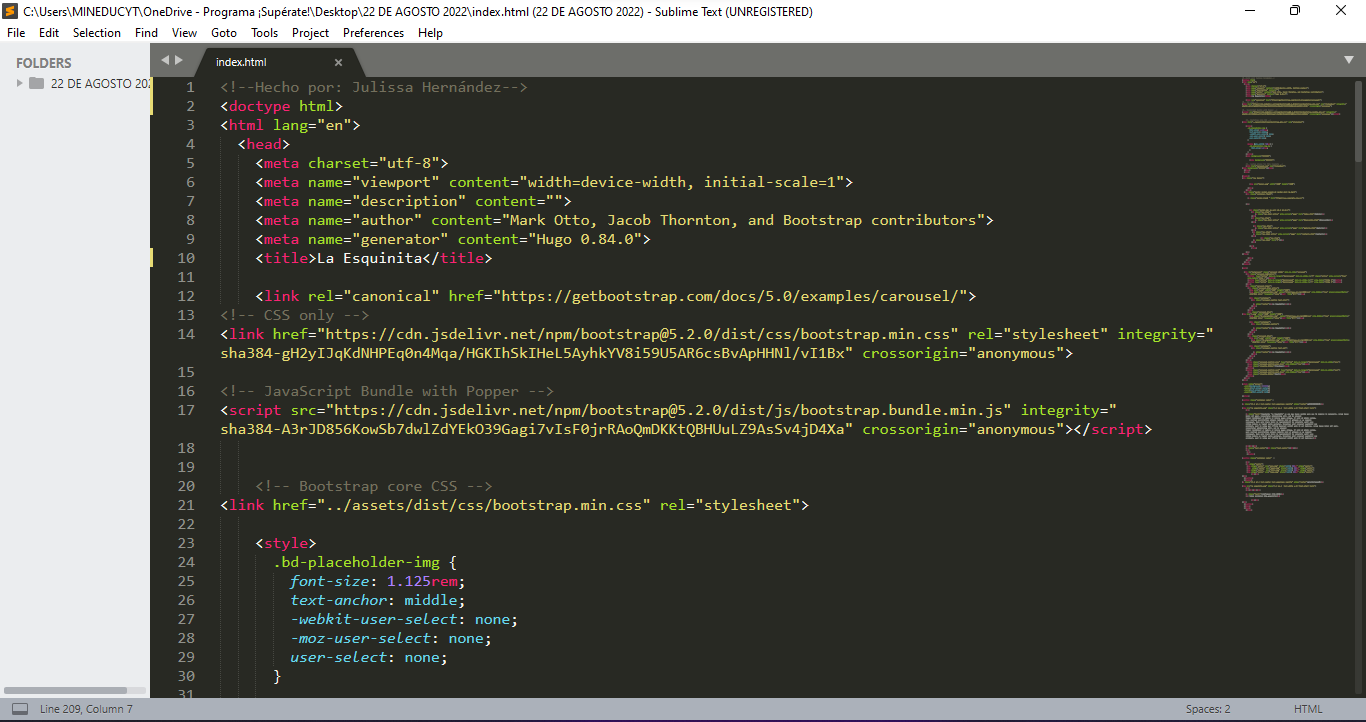 C:\Users\MINEDUCYT\OneDrive - Programa ¡Supérate!\Desktop\22 DE AGOSTO 2022\index.html (22 DE AGOSTO 2022) - Sublime Text (UNREGISTERED)
File Edit Selection Find View Goto Tools Project Preferences Help
FOLDERS
22 DE AGOSTO 202
index.html
1 <!--Hecho por: Julissa Hernández-->
2 <doctype html>
3 <html lang="en">
4 <head>
5 <meta charset="utf-8">
6 <meta name="viewport" content="width=device-width, initial-scale=1">
7 <meta name="description" content="">
8 <meta name="author" content="Mark Otto, Jacob Thornton, and Bootstrap contributors">
9 <meta name="generator" content="Hugo 0.84.0">
10 <title>La Esquinita</title>
11
12 <link rel="canonical" href="https://getbootstrap.com/docs/5.0/examples/carousel/">
13 <!-- CSS only -->
14 <link href="https://cdn.jsdelivr.net/npm/bootstrap@5.2.0/dist/css/bootstrap.min.css" rel="stylesheet" integrity="
sha384-gH2yIJqKdNHPEq0n4Mqa/HGKIhSkIHeL5AyhkYV8i59U5AR6csBvApHHNl/vI1Bx" crossorigin="anonymous">
15
16 <!-- JavaScript Bundle with Popper -->
17 <script src="https://cdn.jsdelivr.net/npm/bootstrap@5.2.0/dist/js/bootstrap.bundle.min.js" integrity="
sha384-A3rJD856KowSb7dwlZdYEkO39Gagi7vIsF0jrRAoQmDKKtQBHUuLZ9AsSv4jD4Xa" crossorigin="anonymous"></script>
18
19
20 <!-- Bootstrap core CSS -->
21 <link href="../assets/dist/css/bootstrap.min.css" rel="stylesheet">
22
23 <style>
24 .bd-placeholder-img {
25 font-size: 1.125rem;
26 text-anchor: middle;
27 -webkit-user-select: none;
28 -moz-user-select: none;
29 user-select: none;
30 }
31
Line 209, Column 7
Spaces: 2
HTML